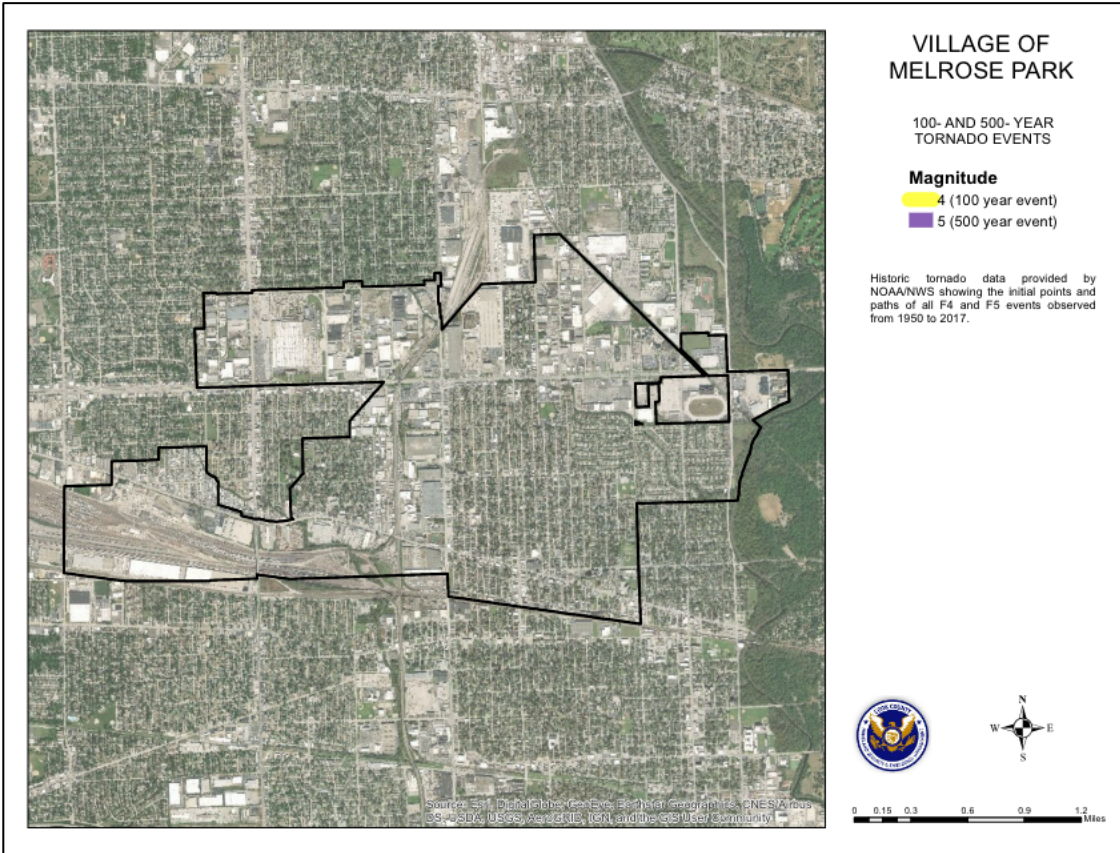 VILLAGE OF
MELROSE PARK
100- AND 500- YEAR
TORNADO EVENTS
Magnitude
4 (100 year event)
5 (500 year event)
Historic tornado data provided by
NOAA/NWS showing the initial points and
paths of all F4 and F5 events observed
from 1950 to 2017.
COOK COUNTY
N
W E
S
0 0.15 0.3 0.6 0.9 1.2
Miles
Source: Esri, DigitalGlobe, GeoEye, Earthstar Geographics, CNES/Airbus
DS, USDA, USGS, AeroGRID, IGN, and the GIS User Community